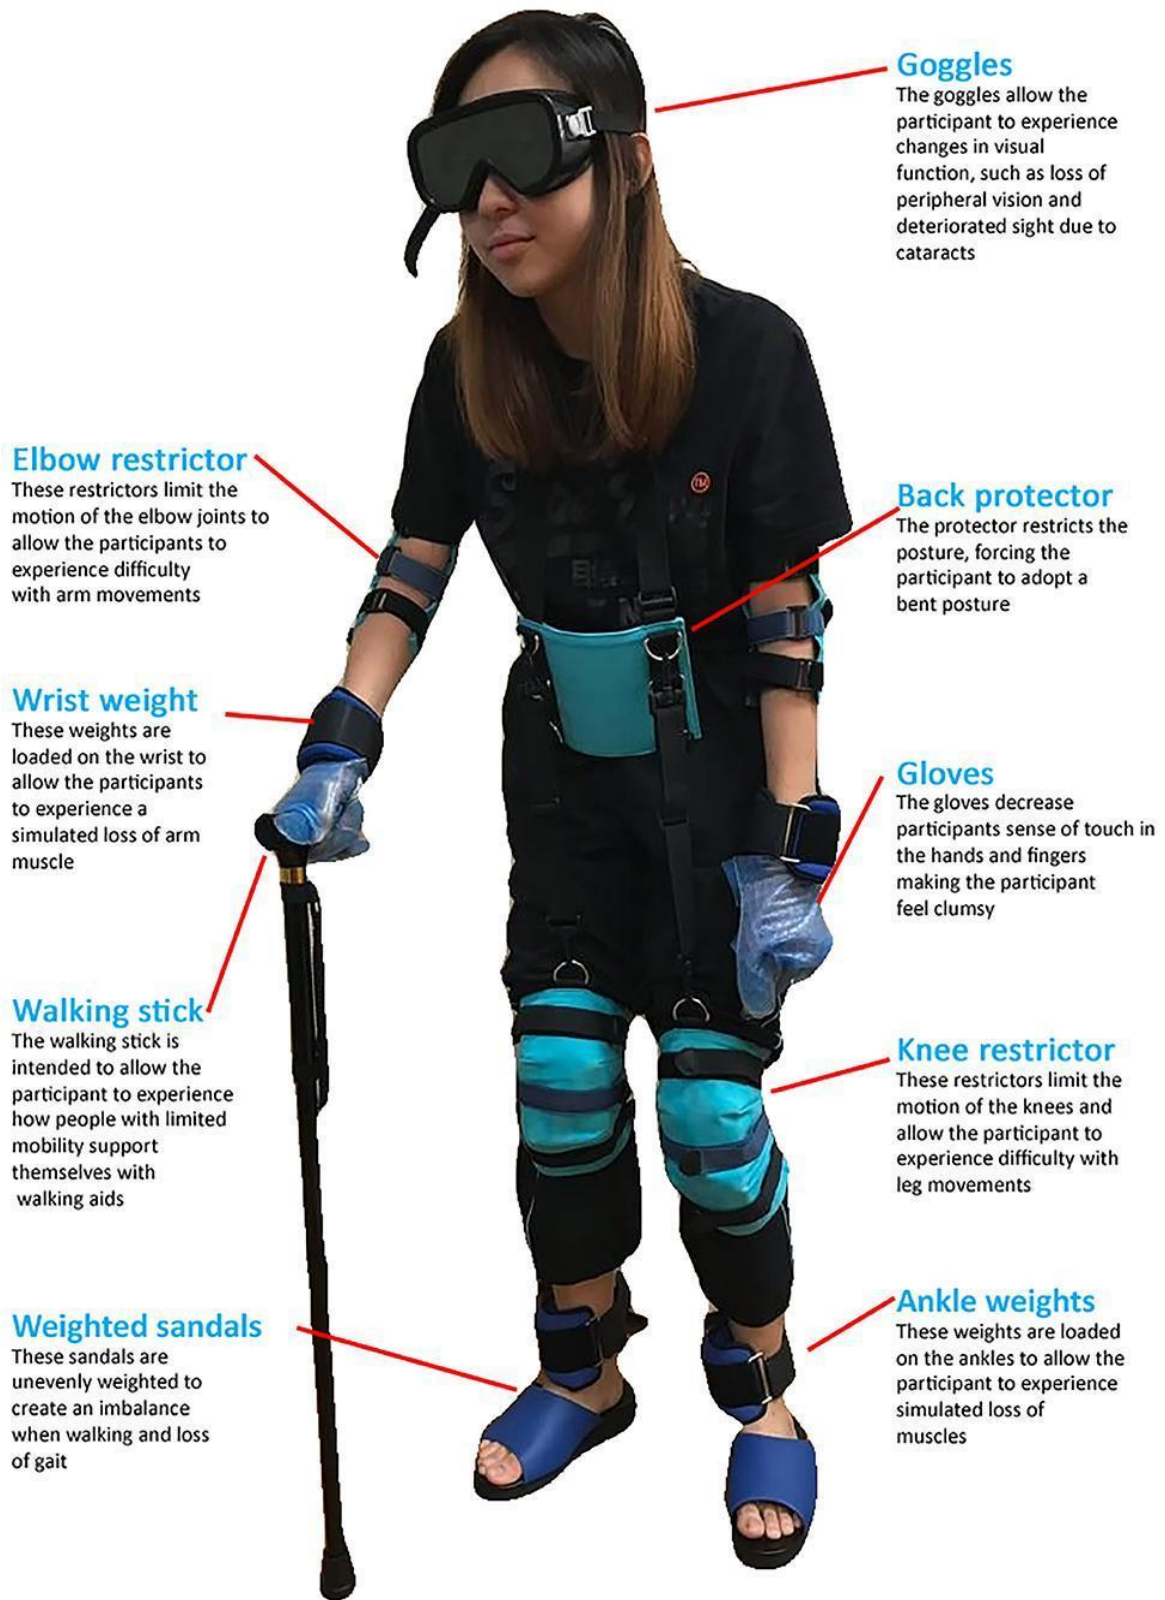 Goggles
The goggles allow the
participant to experience
changes in visual
function, such as loss of
peripheral vision and
deteriorated sight due to
cataracts
Elbow restrictor
These restrictors limit the
motion of the elbow joints to
allow the participants to
experience difficulty
with arm movements
Back protector
The protector restricts the
posture, forcing the
participant to adopt a
bent posture
Wrist weight
These weights are
loaded on the wrist to
allow the participants
to experience a
simulated loss of arm
muscle
Gloves
The gloves decrease
participants sense of touch in
the hands and fingers
making the participant
feel clumsy
Walking stick
The walking stick is
intended to allow the
participant to experience
how people with limited
mobility support
themselves with
walking aids
Knee restrictor
These restrictors limit the
motion of the knees and
allow the participant to
experience difficulty with
leg movements
Weighted sandals
These sandals are
unevenly weighted to
create an imbalance
when walking and loss
of gait
Ankle weights
These weights are loaded
on the ankles to allow the
participant to experience
simulated loss of
muscles
TM